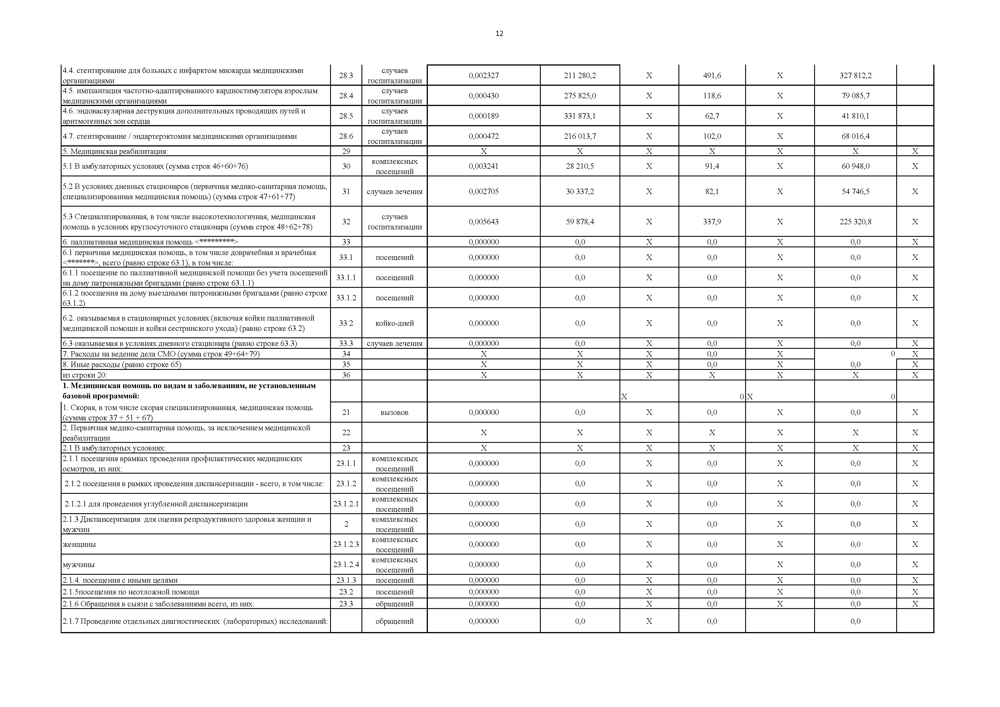 12
4.4. стентирование для больных с инфарктом миокарда медицинскими
организациями
28.3
случаев
госпитализации
0,002327 211 280,2 X 491,6 X 327 812,2
4.5. имплантация частотно-адаптированного кардиостимулятора взрослым
медицинскими организациями
28.4
случаев
госпитализации
0,000430 275 825,0 X 118,6 X 79 085,7
4.6. эндоваскулярная деструкция дополнительных проводящих путей и
аритмогенных зон сердца
28.5
случаев
госпитализации
0,000189 331 873,1 X 62,7 X 41 810,1
4.7. стентирование / эндартерэктомия медицинскими организациями
28.6
случаев
госпитализации
0,000472 216 013,7 X 102,0 X 68 016,4
5. Медицинская реабилитация: 29 X X X X X X X
5.1 В амбулаторных условиях (сумма строк 46+60+76)
30
комплексных
посещений
0,003241 28 210,5 X 91,4 X 60 948,0 X
5.2 В условиях дневных стационаров (первичная медико-санитарная помощь,
специализированная медицинская помощь) (сумма строк 47+61+77)
31 случаев лечения 0,002705 30 337,2 X 82,1 X 54 746,5 X
5.3 Специализированная, в том числе высокотехнологичная, медицинская
помощь в условиях круглосуточного стационара (сумма строк 48+62+78)
32
случаев
госпитализации
0,005643 59 878,4 X 337,9 X 225 320,8 X
6. паллиативная медицинская помощь <*********> 33 0,000000 0,0 X 0,0 X 0,0 X
6.1 первичная медицинская помощь, в том числе доврачебная и врачебная
<*******>, всего (равно строке 63.1), в том числе:
33.1 посещений 0,000000 0,0 X 0,0 X 0,0 X
6.1.1 посещение по паллиативной медицинской помощи без учета посещений
на дому патронажными бригадами (равно строке 63.1.1)
33.1.1 посещений 0,000000 0,0 X 0,0 X 0,0 X
6.1.2 посещения на дому выездными патронажными бригадами (равно строке
63.1.2)
33.1.2 посещений 0,000000 0,0 X 0,0 X 0,0 X
6.2. оказываемая в стационарных условиях (включая койки паллиативной
медицинской помощи и койки сестринского ухода) (равно строке 63.2)
33.2 койко-дней 0,000000 0,0 X 0,0 X 0,0 X
6.3 оказываемая в условиях дневного стационара (равно строке 63.3) 33.3 случаев лечения 0,000000 0,0 X 0,0 X 0,0 X
7. Расходы на ведение дела СМО (сумма строк 49+64+79) 34 X X X 0,0 X 0 X
8. Иные расходы (равно строке 65) 35 X X X 0,0 X 0,0 X
из строки 20: 36 X X X X X X X
1. Медицинская помощь по видам и заболеваниям, не установленным
базовой программой:
X 0 X 0
1. Скорая, в том числе скорая специализированная, медицинская помощь
(сумма строк 37 + 51 + 67)
21 вызовов 0,000000 0,0 X 0,0 X 0,0 X
2. Первичная медико-санитарная помощь, за исключением медицинской
реабилитации
22 X X X X X X X
2.1 В амбулаторных условиях: 23 X X X X X X X
2.1.1 посещения врамках проведения профилактических медицинских
осмотров, из них:
23.1.1
комплексных
посещений
0,000000 0,0 X 0,0 X 0,0 X
2.1.2 посещения в рамках проведения диспансеризации - всего, в том числе:
23.1.2
комплексных
посещений
0,000000 0,0 X 0,0 X 0,0 X
2.1.2.1 для проведения углубленной диспансеризации
23.1.2.1
комплексных
посещений
0,000000 0,0 X 0,0 X 0,0 X
2.1.3 Диспансеризация для оценки репродуктивного здоровья женщин и
мужчин
2
комплексных
посещений
0,000000 0,0 X 0,0 X 0,0 X
женщины
23.1.2.3
комплексных
посещений
0,000000 0,0 X 0,0 X 0,0 X
мужчины
23.1.2.4
комплексных
посещений
0,000000 0,0 X 0,0 X 0,0 X
2.1.4. посещения с иными целями 23.1.3 посещений 0,000000 0,0 X 0,0 X 0,0 X
2.1.5посещения по неотложной помощи 23.2 посещений 0,000000 0,0 X 0,0 X 0,0 X
2.1.6 Обращения в сыязи с заболеваниями всего, из них: 23.3 обращений 0,000000 0,0 X 0,0 X 0,0 X
2.1.7 Проведение отдельных диагностических (лабораторных) исследований: обращений 0,000000 0,0 X 0,0 0,0